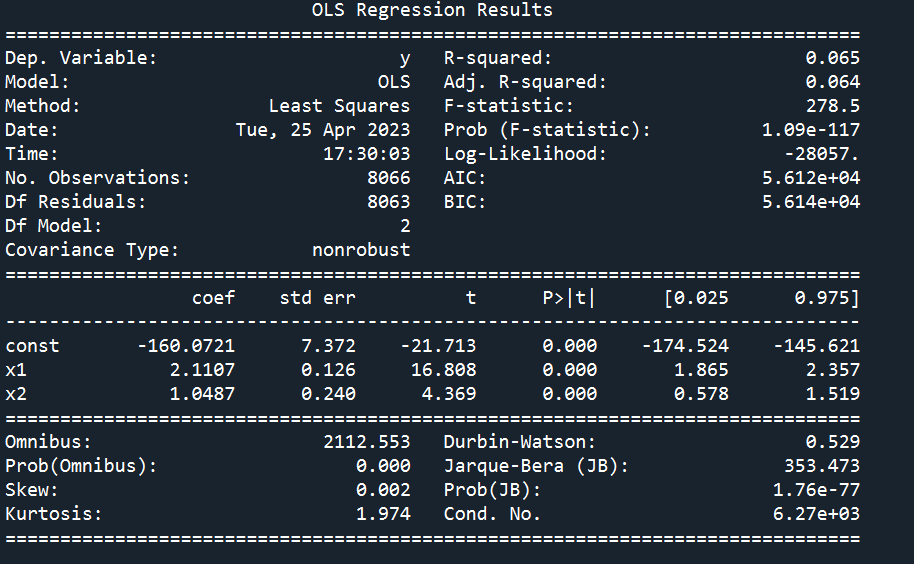 OLS Regression Results
==============================================================================
Dep. Variable:                      y   R-squared:                       0.065
Model:                            OLS   Adj. R-squared:                  0.064
Method:                 Least Squares   F-statistic:                     278.5
Date:                Tue, 25 Apr 2023   Prob (F-statistic):          1.09e-117
Time:                        17:30:03   Log-Likelihood:                -28057.
No. Observations:                8066   AIC:                         5.612e+04
Df Residuals:                    8063   BIC:                         5.614e+04
Df Model:                           2
Covariance Type:            nonrobust
==============================================================================
                 coef    std err          t      P>|t|      [0.025      0.975]
------------------------------------------------------------------------------
const       -160.0721      7.372    -21.713      0.000    -174.524    -145.621
x1             2.1107      0.126     16.808      0.000       1.865       2.357
x2             1.0487      0.240      4.369      0.000       0.578       1.519
==============================================================================
Omnibus:                     2112.553   Durbin-Watson:                   0.529
Prob(Omnibus):                  0.000   Jarque-Bera (JB):              353.473
Skew:                           0.002   Prob(JB):                     1.76e-77
Kurtosis:                       1.974   Cond. No.                     6.27e+03
==============================================================================